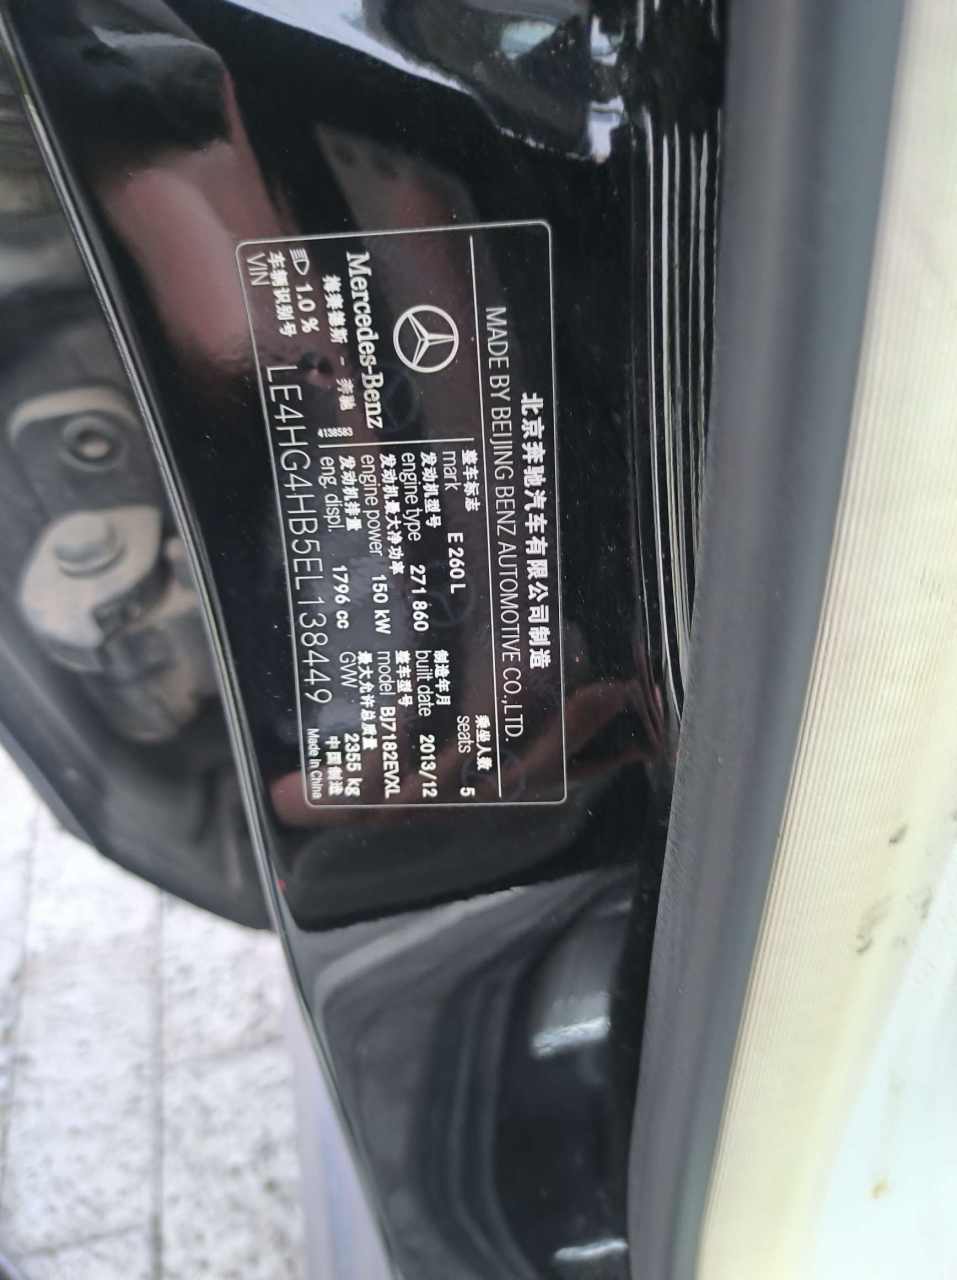 北京奔驰汽车有限公司制造
MADE BY BEIJING BENZ AUTOMOTIVE CO.,LTD.
Mercedes-Benz
梅赛德斯 - 奔驰
1.0 %
4138583
整车标志
mark E 260 L
乘坐人数
seats 5
发动机型号
engine type 271 860
制造年月
built date 2013/12
发动机最大净功率
engine power 150 kW
整车型号
model BJ7182EVXL
发动机排量
eng. displ. 1796 cc
最大允许总质量
GVW 2355 kg
车辆识别号
VIN LE4HG4HB5EL138449
中国制造
Made In China